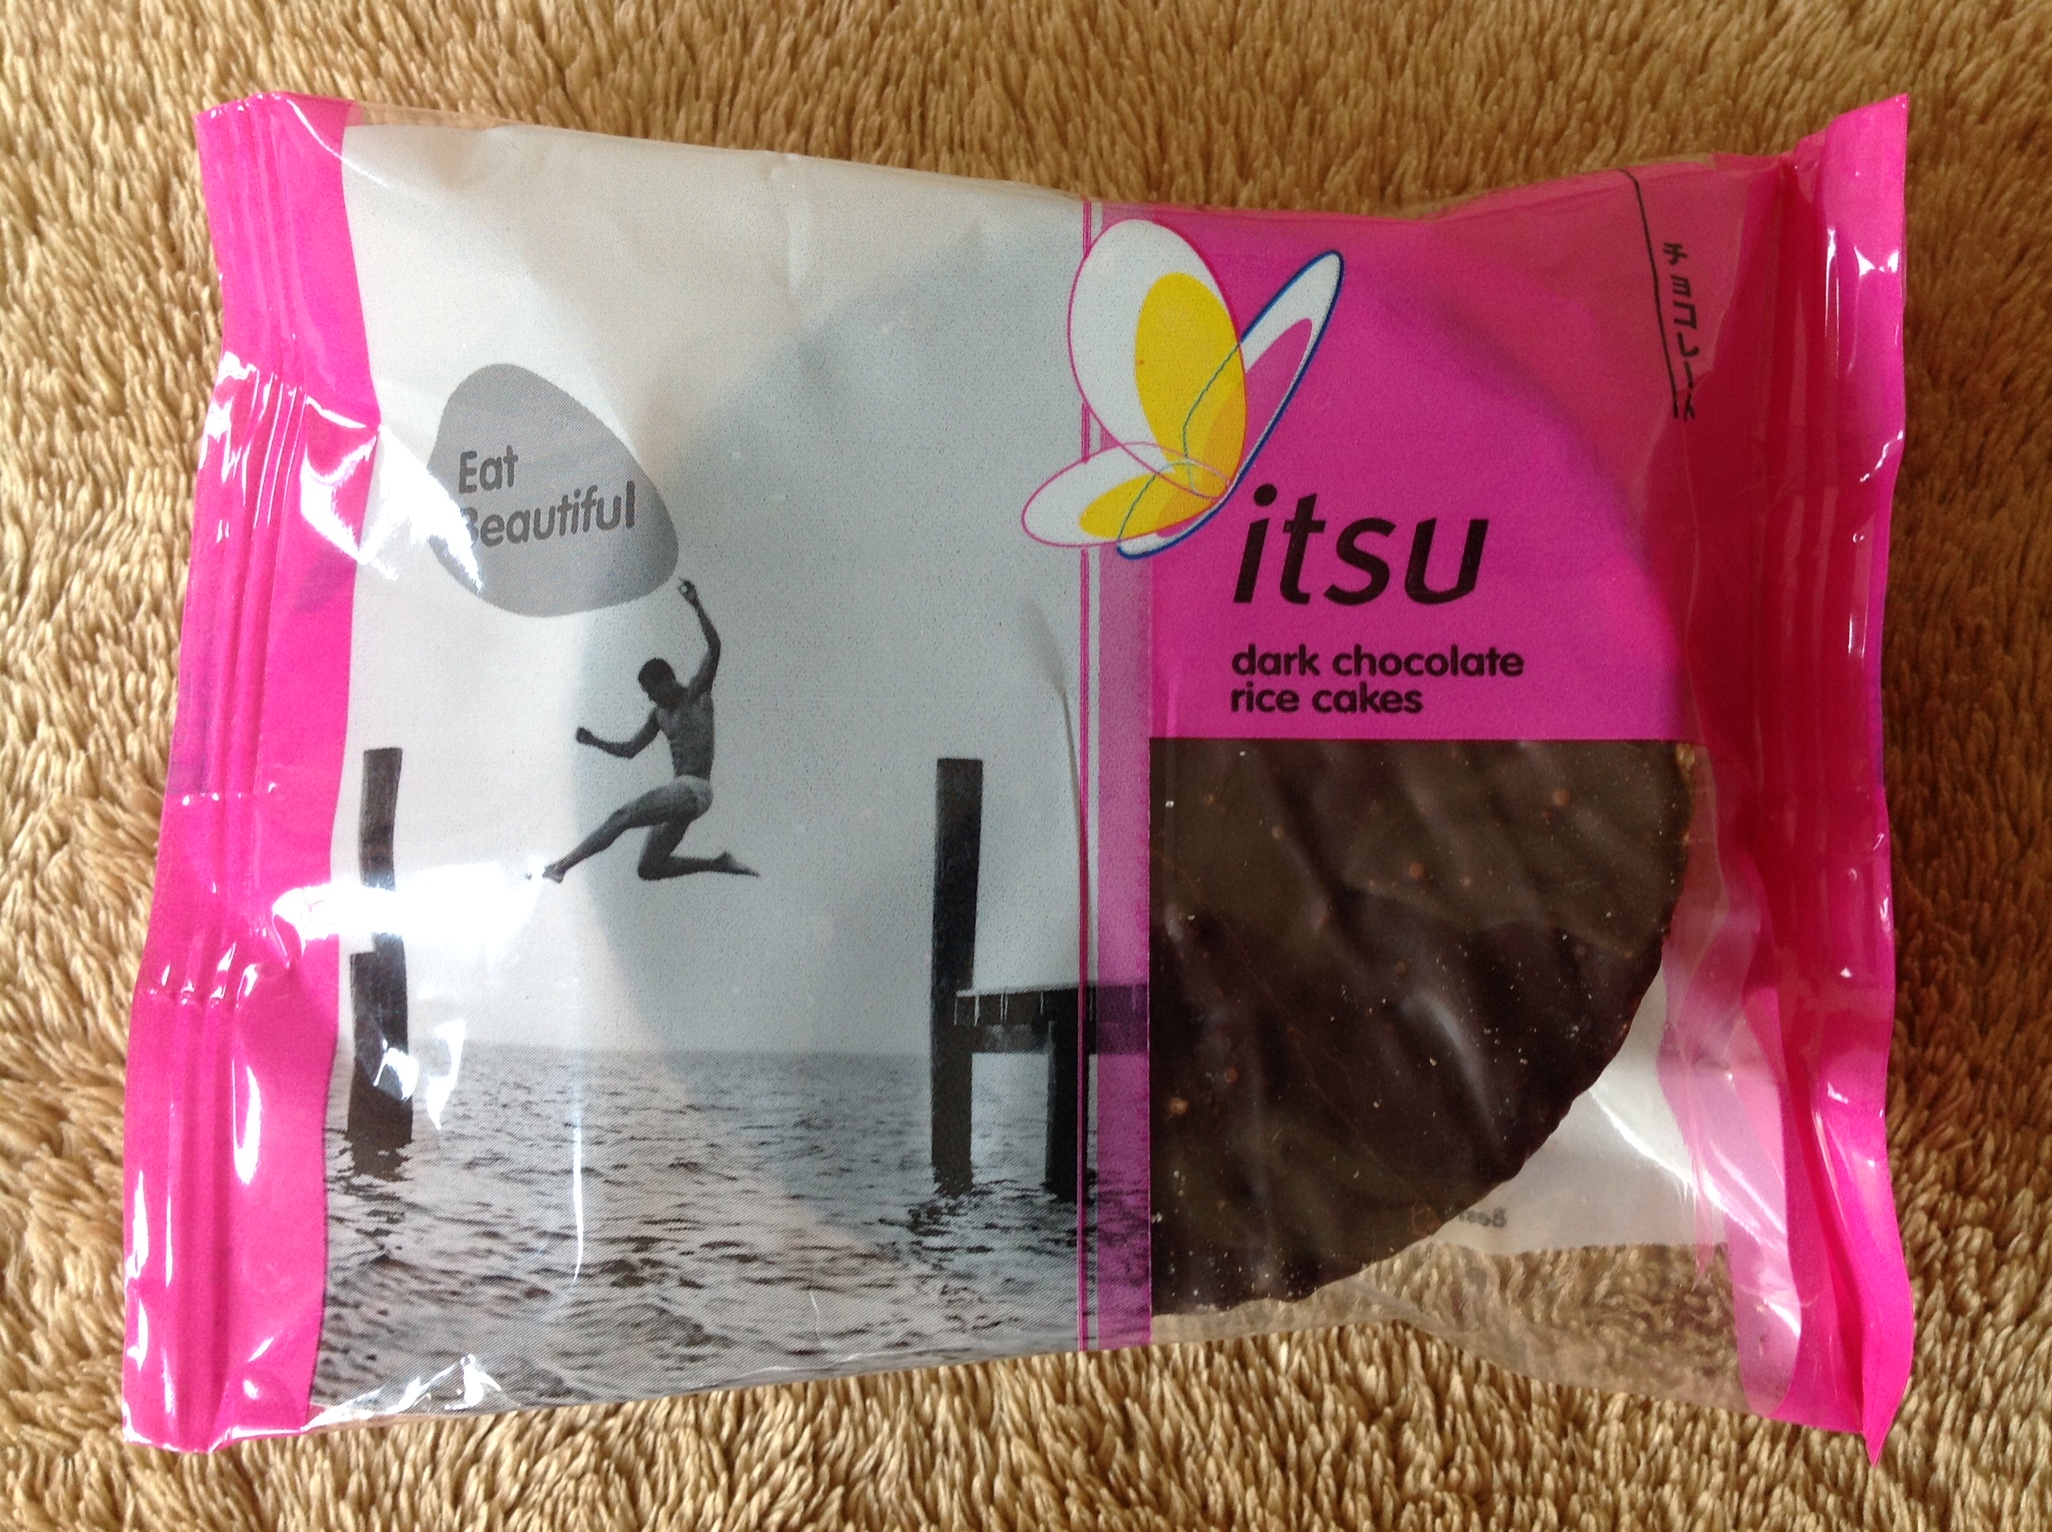 Eat
Beautiful
itsu
dark chocolate
rice cakes
チョコレート